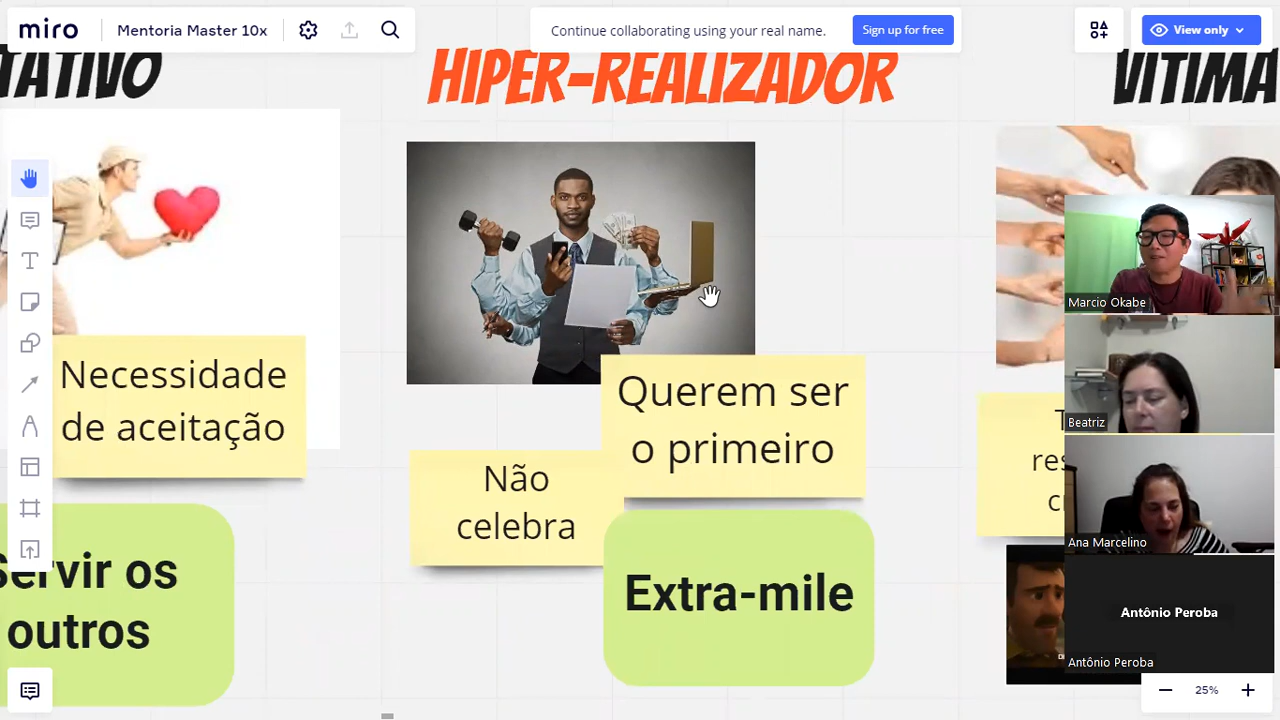 miro
Mentoria Master 10x
Continue collaborating using your real name.
Sign up for free
View only
TATIVO
HIPER-REALIZADOR
VÍTIMA
Necessidade
de aceitação
Servir os
outros
Querem ser
o primeiro
Não
celebra
Extra-mile
Marcio Okabe
Beatriz
Ana Marcelino
Antônio Peroba
Antônio Peroba
25%